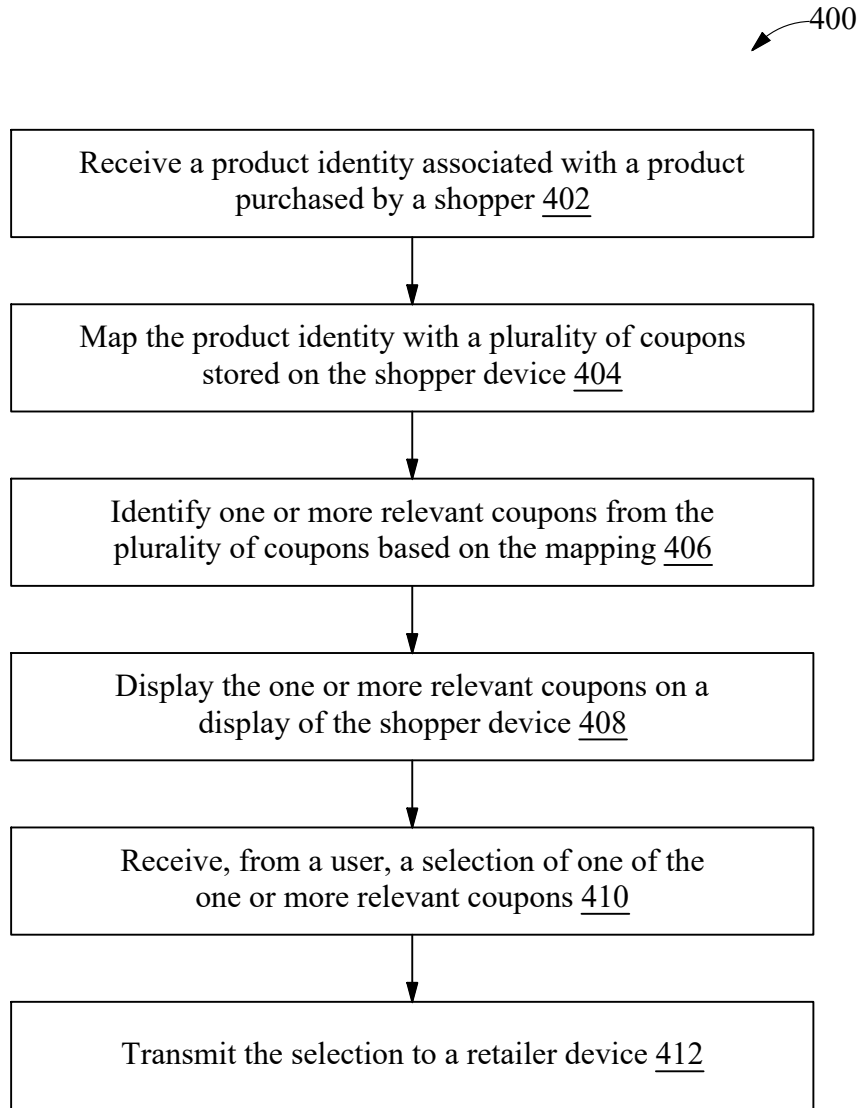 400
Receive a product identity associated with a product
purchased by a shopper 402
Map the product identity with a plurality of coupons
stored on the shopper device 404
Identify one or more relevant coupons from the
plurality of coupons based on the mapping 406
Display the one or more relevant coupons on a
display of the shopper device 408
Receive, from a user, a selection of one of the
one or more relevant coupons 410
Transmit the selection to a retailer device 412